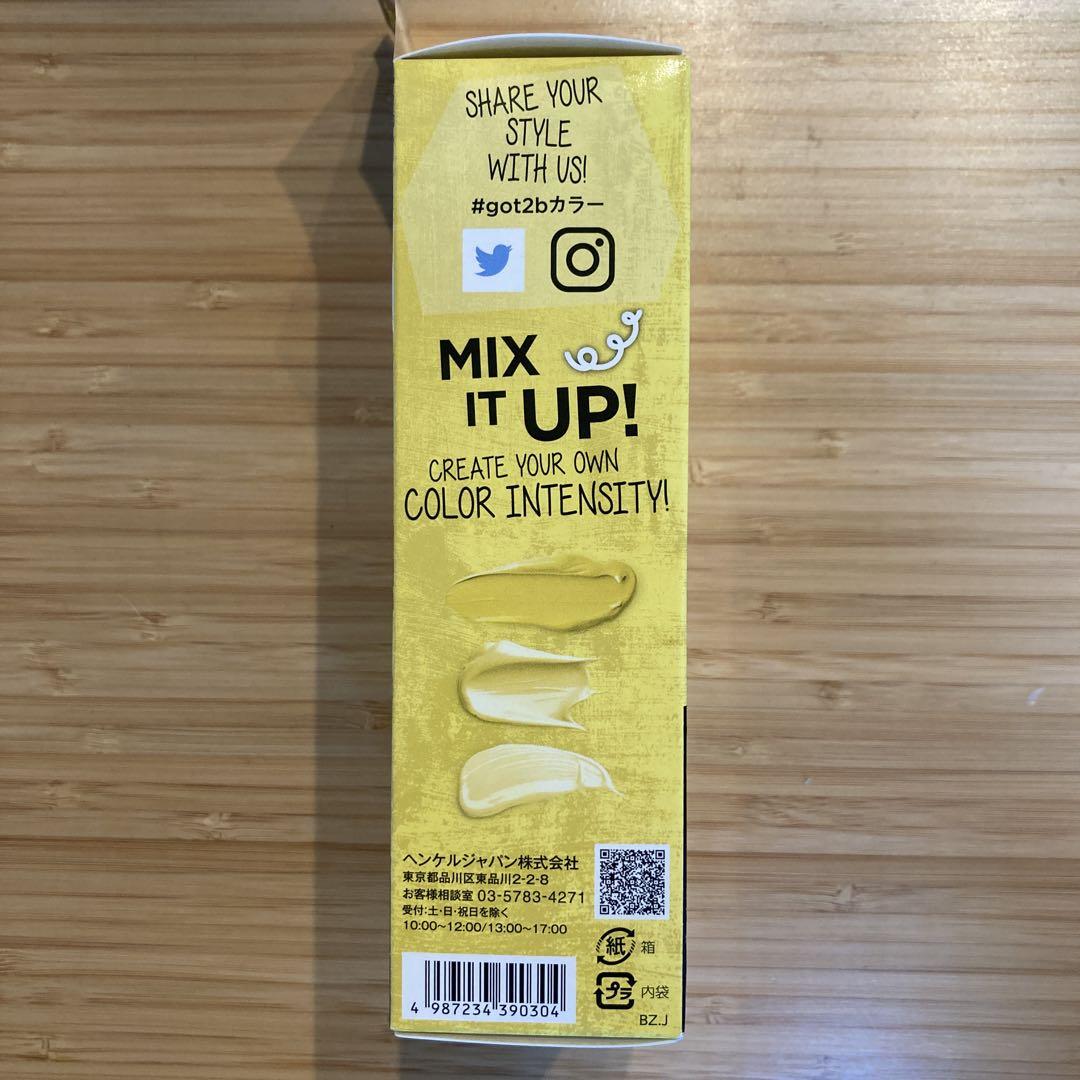 SHARE YOUR
STYLE
WITH US!
#got2bカラー
MIX
IT UP!
CREATE YOUR OWN
COLOR INTENSITY!
ヘンケルジャパン株式会社
東京都品川区東品川2-2-8
お客様相談室 03-5783-4271
受付:土・日・祝日を除く
10:00~12:00/13:00~17:00
紙 箱
プラ 内袋
4 987234 390304
BZ.J